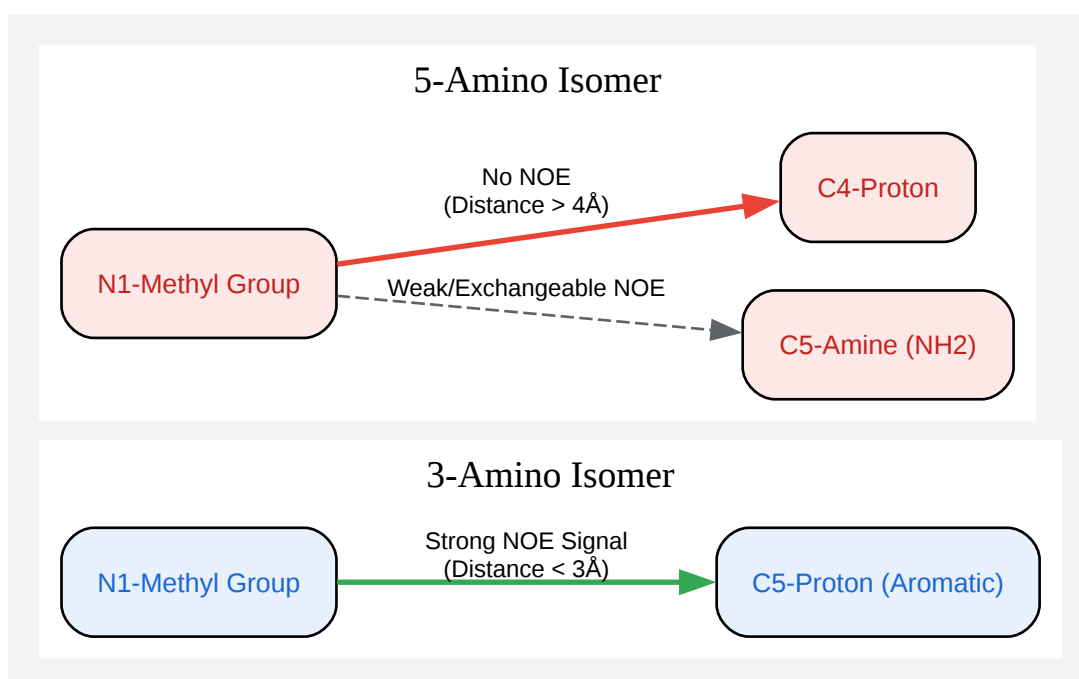 5-Amino Isomer
No NOE
(Distance > 4Å)
C4-Proton
N1-Methyl Group
Weak/Exchangeable NOE
C5-Amine (NH2)
3-Amino Isomer
Strong NOE Signal
(Distance < 3Å)
N1-Methyl Group
C5-Proton (Aromatic)